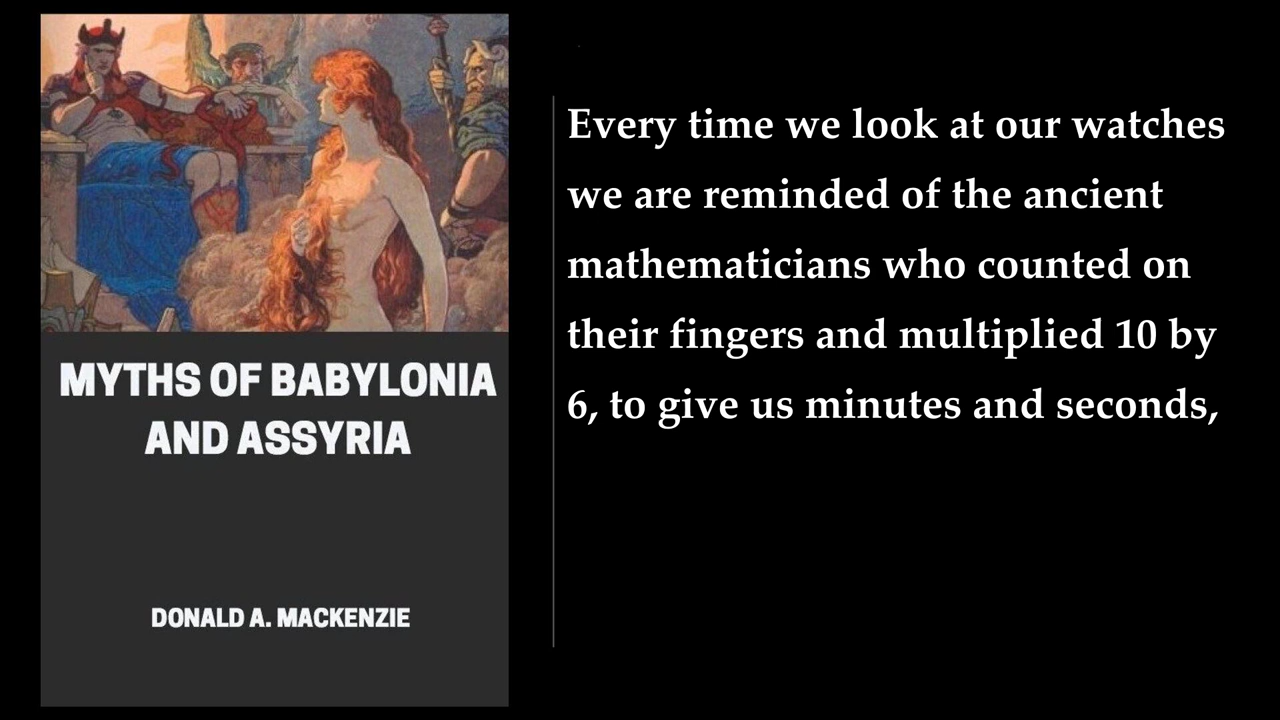 MYTHS OF BABYLONIA
AND ASSYRIA
DONALD A. MACKENZIE
Every time we look at our watches
we are reminded of the ancient
mathematicians who counted on
their fingers and multiplied 10 by
6, to give us minutes and seconds,